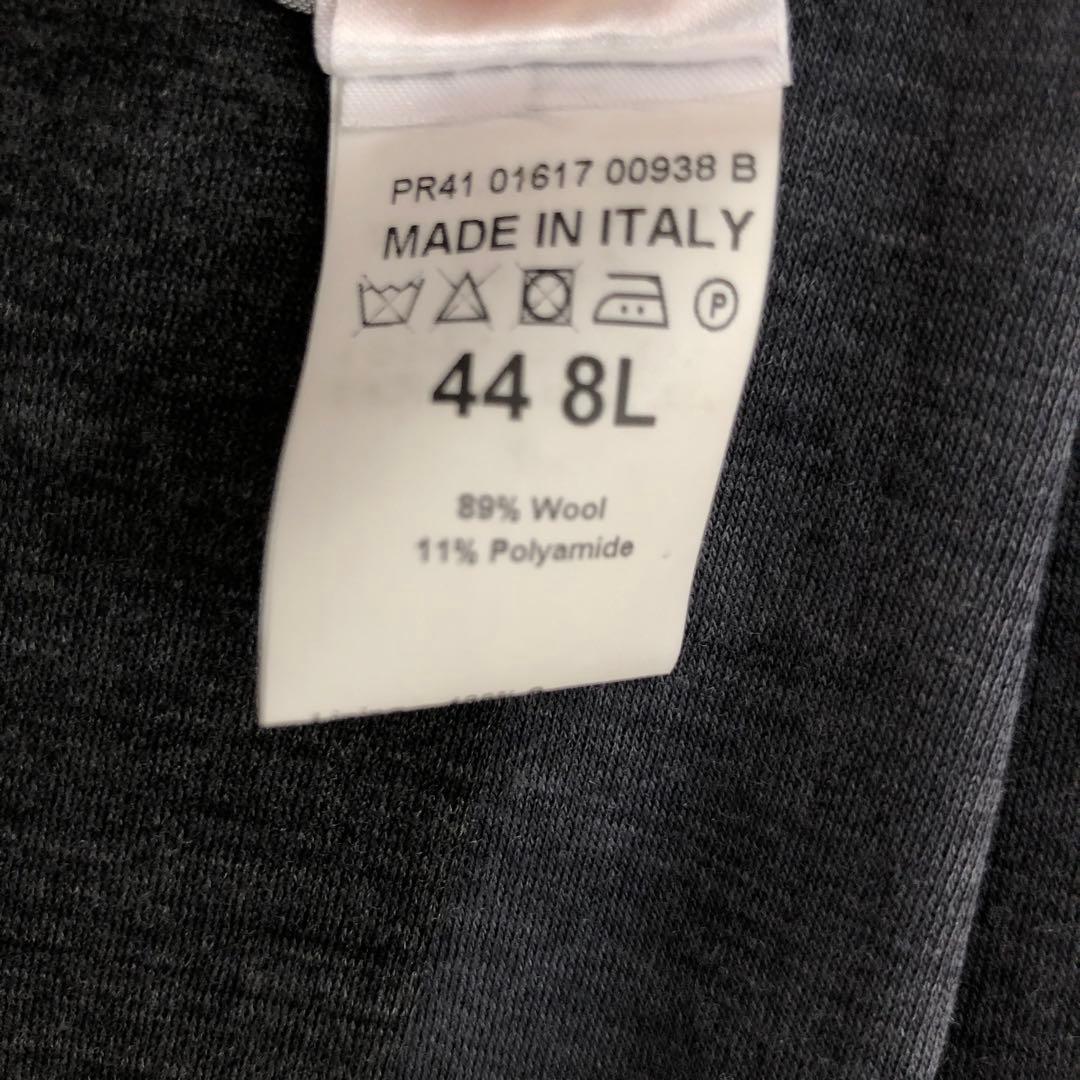 PR41 01617 00938 B
MADE IN ITALY
P
44 8L
89% Wool
11% Polyamide